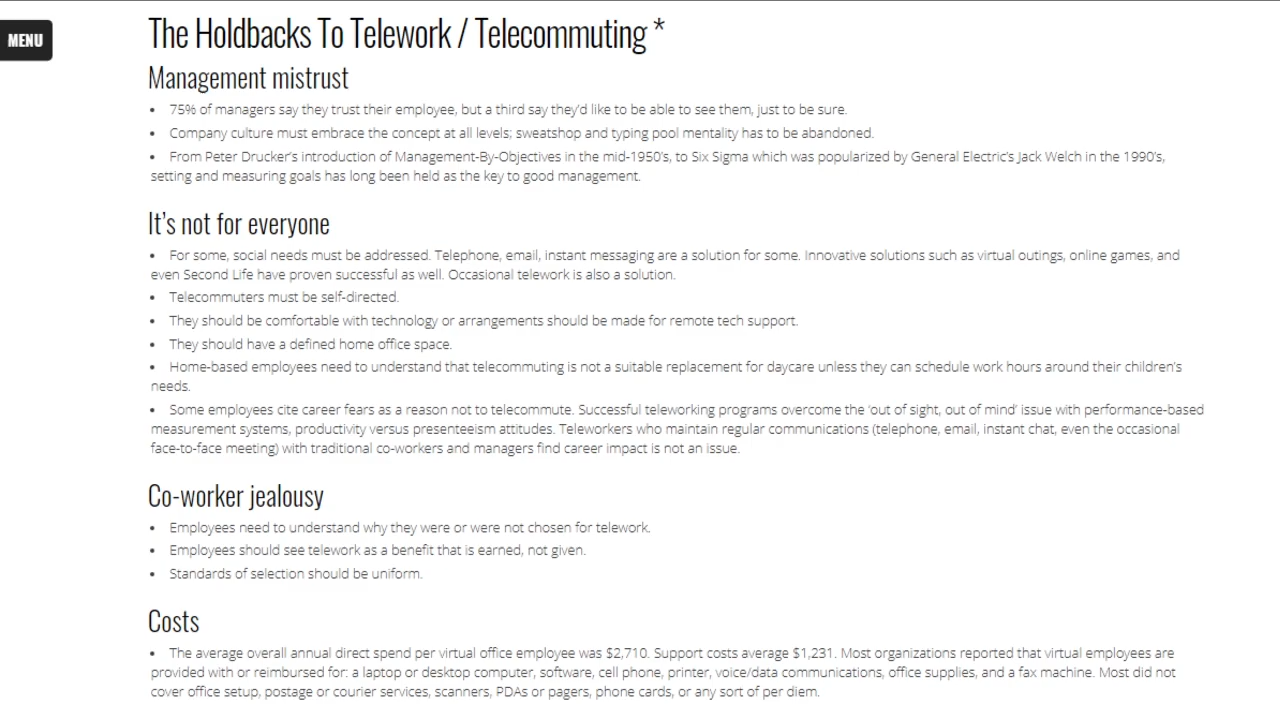 The Holdbacks To Telework / Telecommuting *
MENU
Management mistrust
• 75% of managers say they trust their employee, but a third say they'd like to be able to see them, just to be sure.
• Company culture must embrace the concept at all levels; sweatshop and typing pool mentality has to be abandoned.
• From Peter Drucker's introduction of Management-By-Objectives in the mid-1950's, to Six Sigma which was popularized by General Electric's Jack Welch in the 1990's,
setting and measuring goals has long been held as the key to good management.
It's not for everyone
• For some, social needs must be addressed. Telephone, email, instant messaging are a solution for some. Innovative solutions such as virtual outings, online games, and
even Second Life have proven successful as well. Occasional telework is also a solution.
• Telecommuters must be self-directed.
• They should be comfortable with technology or arrangements should be made for remote tech support.
• They should have a defined home office space.
• Home-based employees need to understand that telecommuting is not a suitable replacement for daycare unless they can schedule work hours around their children's
needs.
• Some employees cite career fears as a reason not to telecommute. Successful teleworking programs overcome the 'out of sight, out of mind' issue with performance-based
measurement systems, productivity versus presenteeism attitudes. Teleworkers who maintain regular communications (telephone, email, instant chat, even the occasional
face-to-face meeting) with traditional co-workers and managers find career impact is not an issue.
Co-worker jealousy
• Employees need to understand why they were or were not chosen for telework.
• Employees should see telework as a benefit that is earned, not given.
• Standards of selection should be uniform.
Costs
• The average overall annual direct spend per virtual office employee was $2,710. Support costs average $1,231. Most organizations reported that virtual employees are
provided with or reimbursed for: a laptop or desktop computer, software, cell phone, printer, voice/data communications, office supplies, and a fax machine. Most did not
cover office setup, postage or courier services, scanners, PDAs or pagers, phone cards, or any sort of per diem.